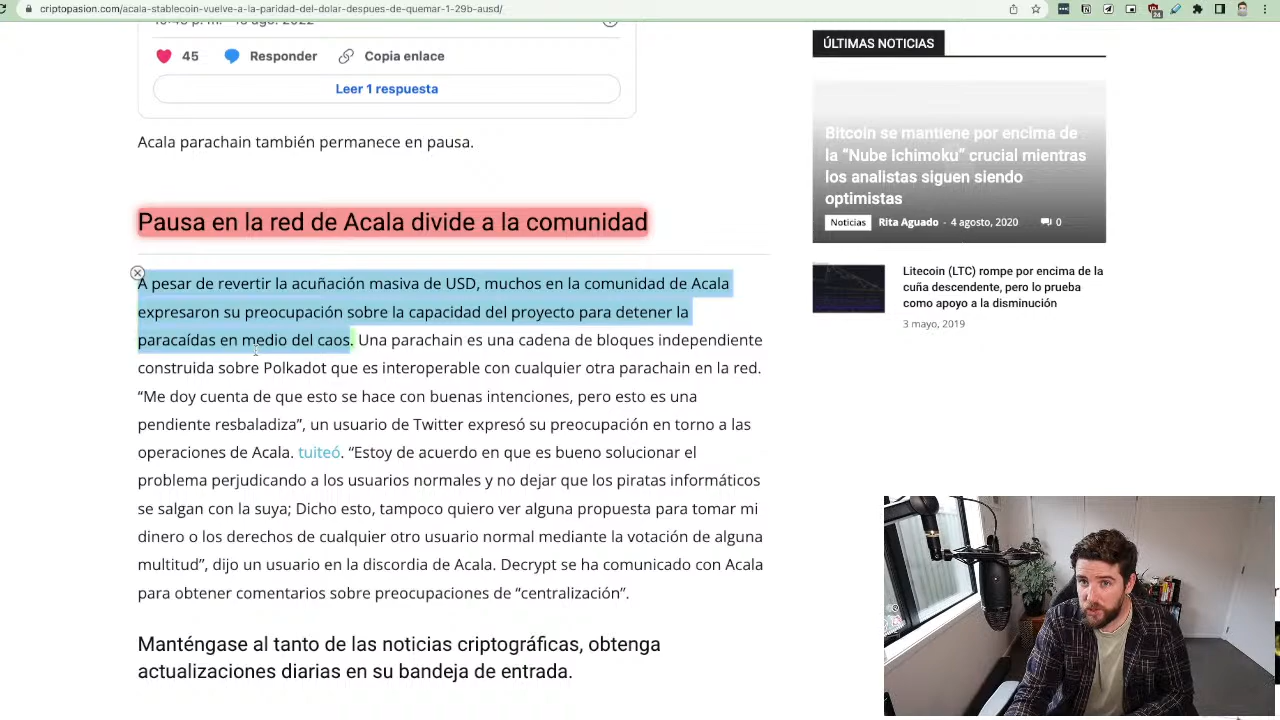 criptopasion.com/acala-stablecoin-vuelve-a-la-paridad-del-dolar-despues-de-quemar-1-29b-ausd/
24
45
Responder
Copia enlace
Leer 1 respuesta
Acala parachain también permanece en pausa.
Pausa en la red de Acala divide a la comunidad
A pesar de revertir la acuñación masiva de USD, muchos en la comunidad de Acala
expresaron su preocupación sobre la capacidad del proyecto para detener la
paracaídas en medio del caos. Una parachain es una cadena de bloques independiente
construida sobre Polkadot que es interoperable con cualquier otra parachain en la red.
“Me doy cuenta de que esto se hace con buenas intenciones, pero esto es una
pendiente resbaladiza”, un usuario de Twitter expresó su preocupación en torno a las
operaciones de Acala. tuiteó. “Estoy de acuerdo en que es bueno solucionar el
problema perjudicando a los usuarios normales y no dejar que los piratas informáticos
se salgan con la suya; Dicho esto, tampoco quiero ver alguna propuesta para tomar mi
dinero o los derechos de cualquier otro usuario normal mediante la votación de alguna
multitud”, dijo un usuario en la discordia de Acala. Decrypt se ha comunicado con Acala
para obtener comentarios sobre preocupaciones de “centralización”.
Manténgase al tanto de las noticias criptográficas, obtenga
actualizaciones diarias en su bandeja de entrada.
ÚLTIMAS NOTICIAS
Bitcoin se mantiene por encima de
la “Nube Ichimoku” crucial mientras
los analistas siguen siendo
optimistas
Noticias Rita Aguado - 4 agosto, 2020 0
Litecoin (LTC) rompe por encima de la
cuña descendente, pero lo prueba
como apoyo a la disminución
3 mayo, 2019